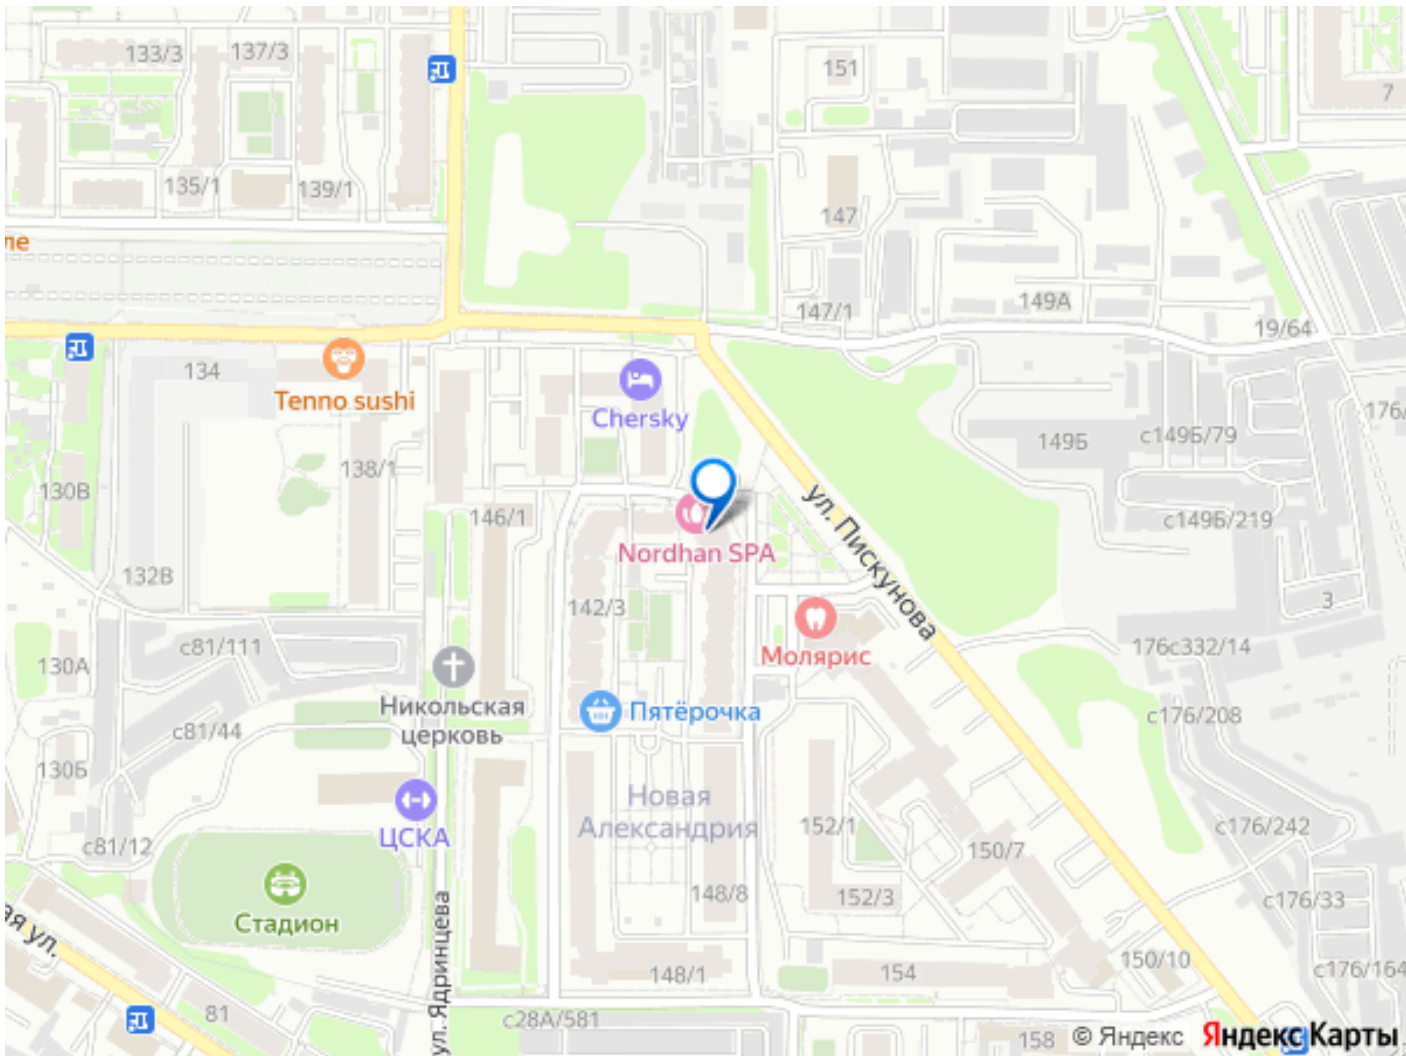 133/3
137/3
151
7
135/1
139/1
147
ле
147/1
149А
19/64
134
Tenno sushi
Chersky
176/
149Б
с149Б/79
138/1
130В
146/1
ул. Пискунова
с149Б/219
Nordhan SPA
132В
142/3
3
с81/111
130А
Молярис
176с332/14
Никольская
церковь
Пятёрочка
с176/208
с81/44
130Б
Новая
Александрия
ЦСКА
152/1
с176/242
с81/12
150/7
148/8
152/3
с176/33
Стадион
ая ул.
ул. Ядринцева
148/1
154
150/10
с176/164
81
с28А/581
158
© Яндекс
Яндекс Карты